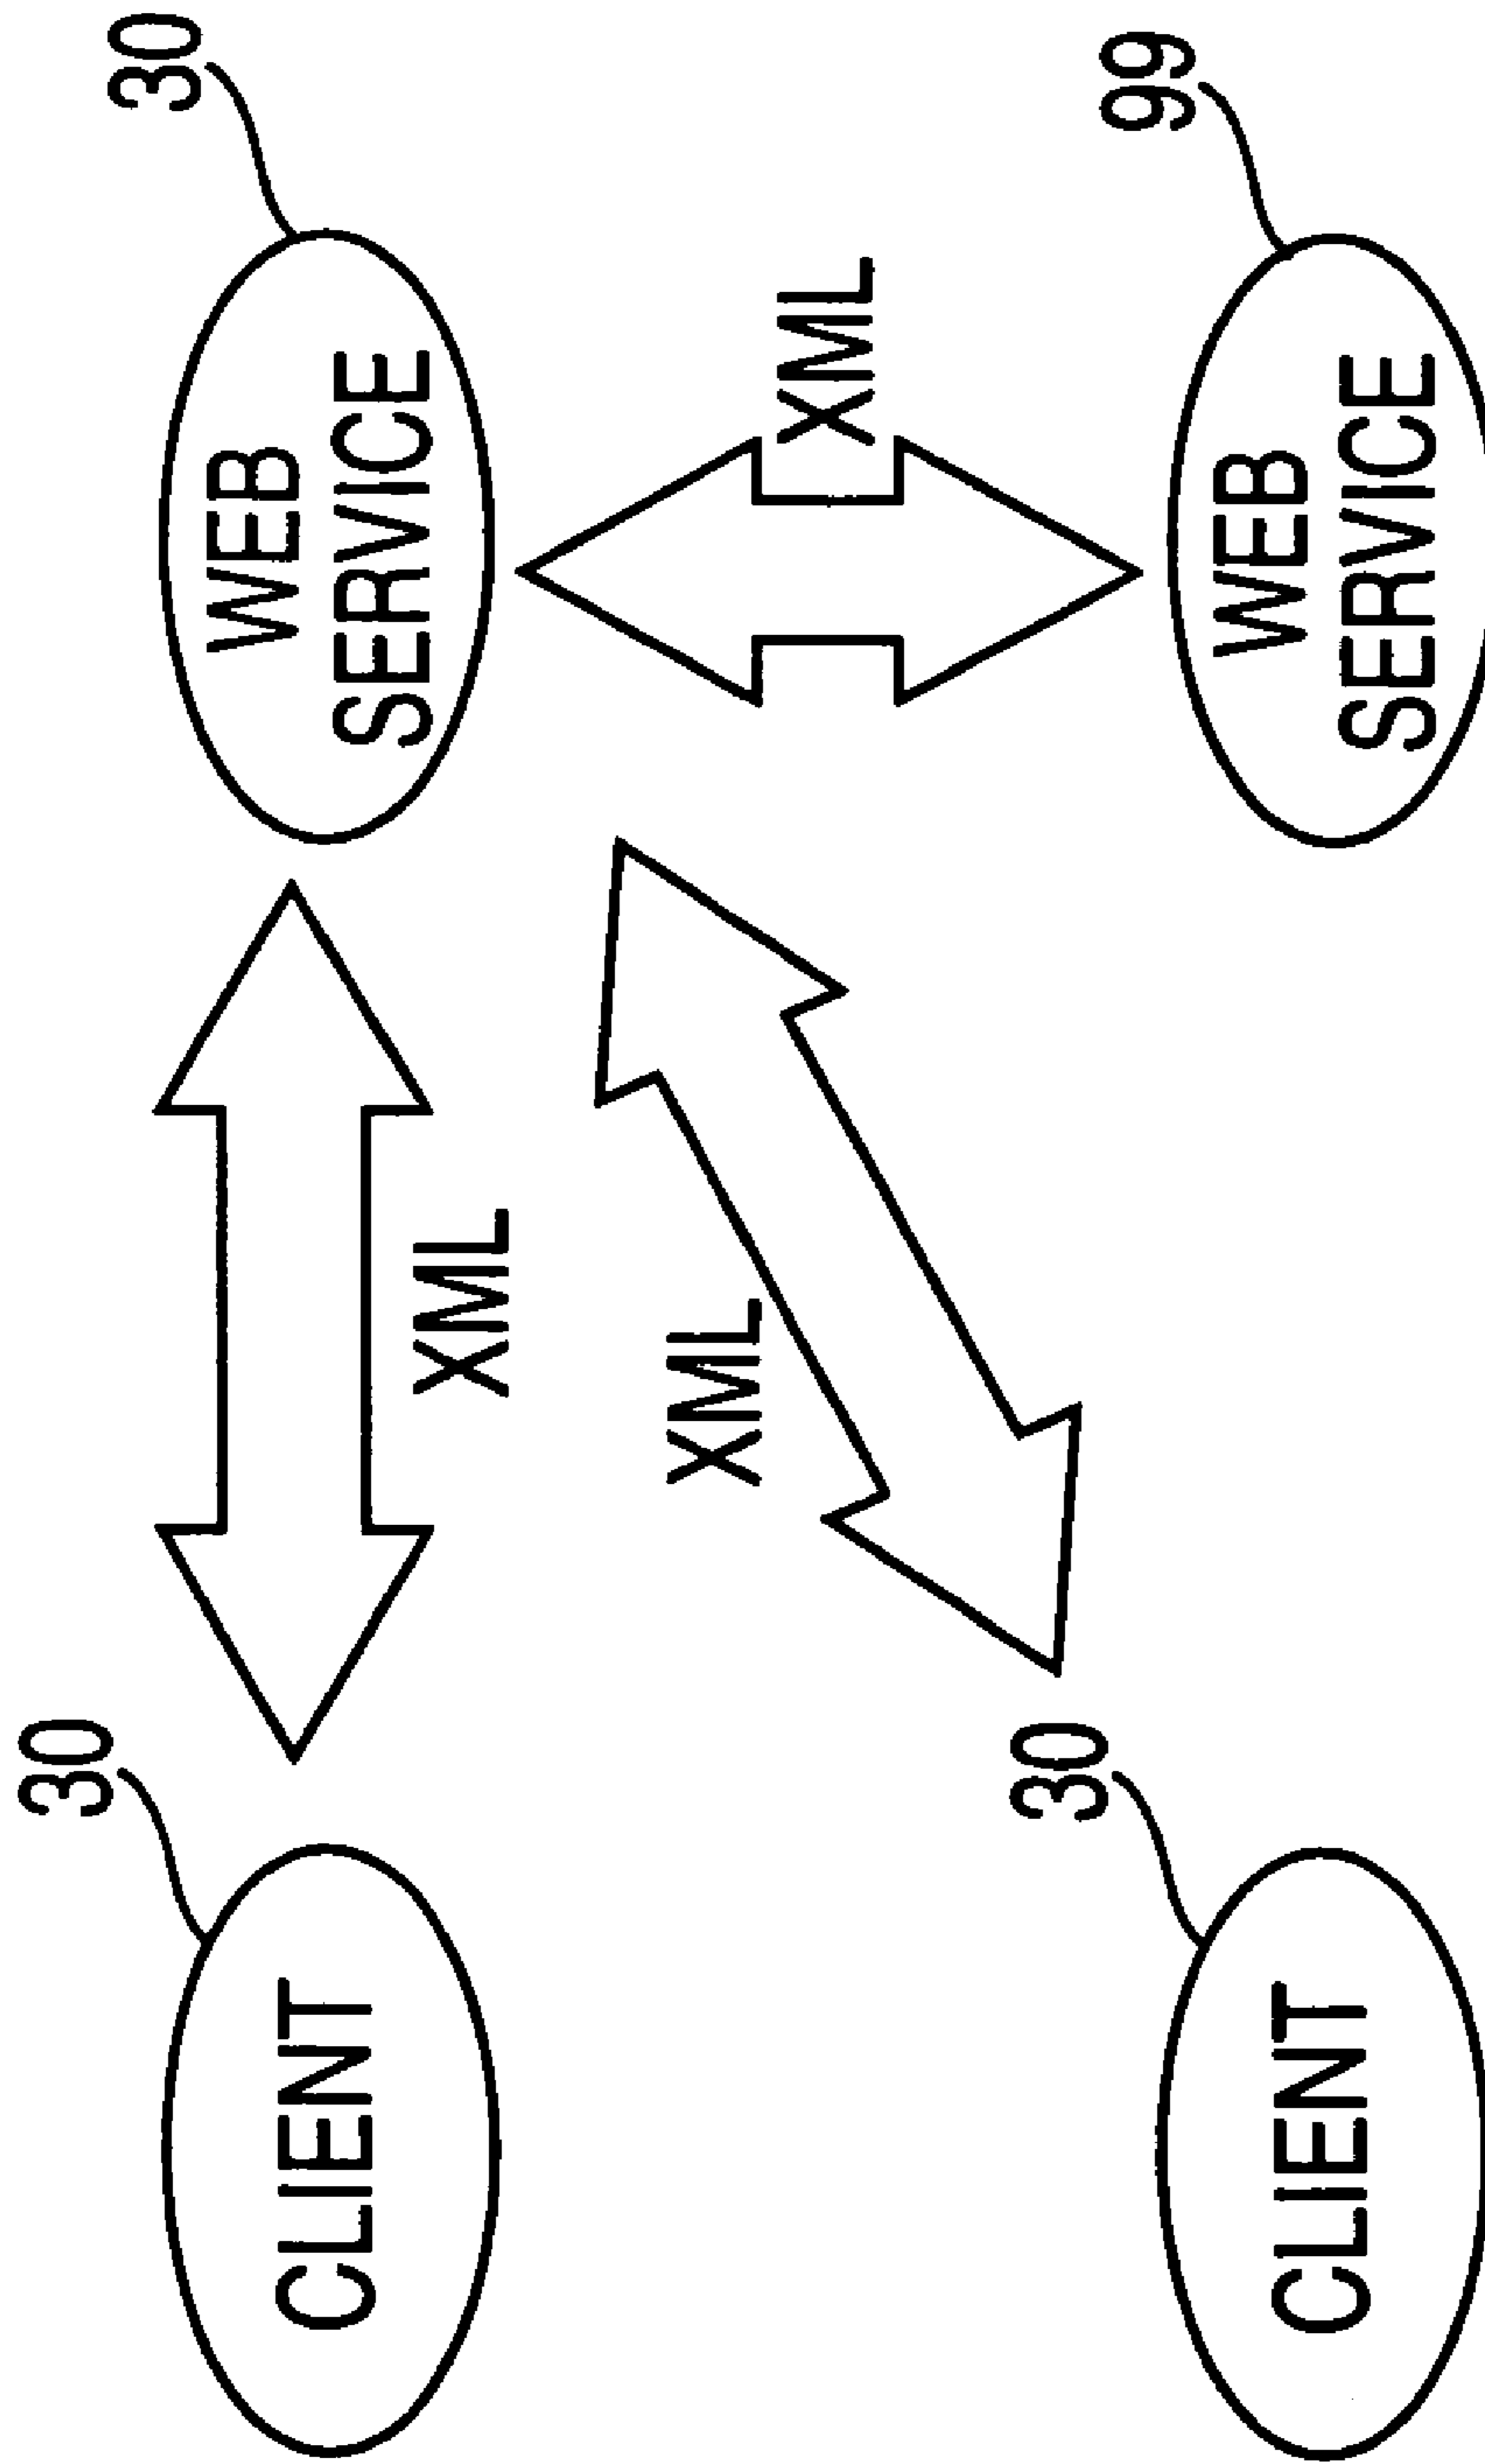 30
30
CLIENT
WEB
SERVICE
XML
XML
XML
30
99
CLIENT
WEB
SERVICE